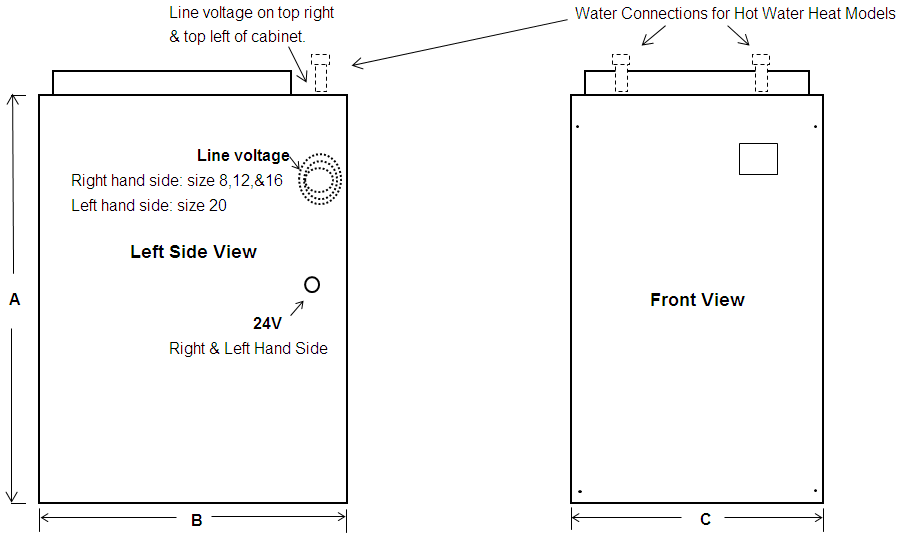 Line voltage on top right
& top left of cabinet.
Water Connections for Hot Water Heat Models
Line voltage
Right hand side: size 8,12,&16
Left hand side: size 20
Left Side View
A
Front View
24V
Right & Left Hand Side
B
C